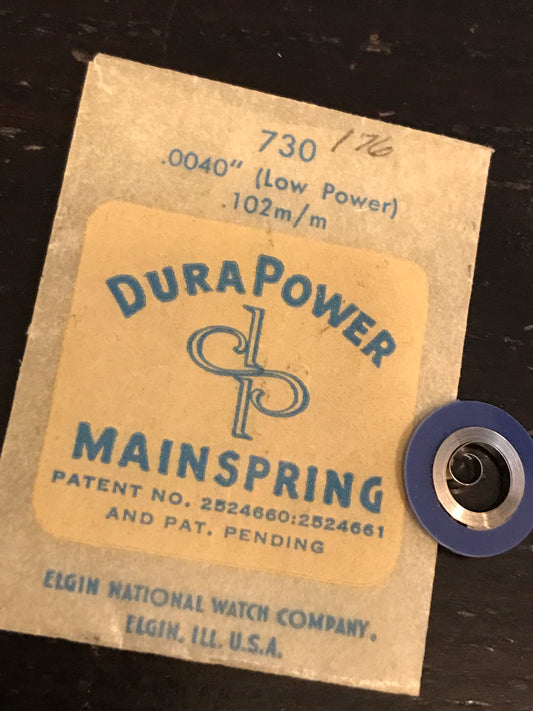 730 176
.0040" (Low Power)
.102m/m
DURAPOWER
dp
MAINSPRING
PATENT NO. 2524660:2524661
AND PAT. PENDING
ELGIN NATIONAL WATCH COMPANY.
ELGIN, ILL. U.S.A.